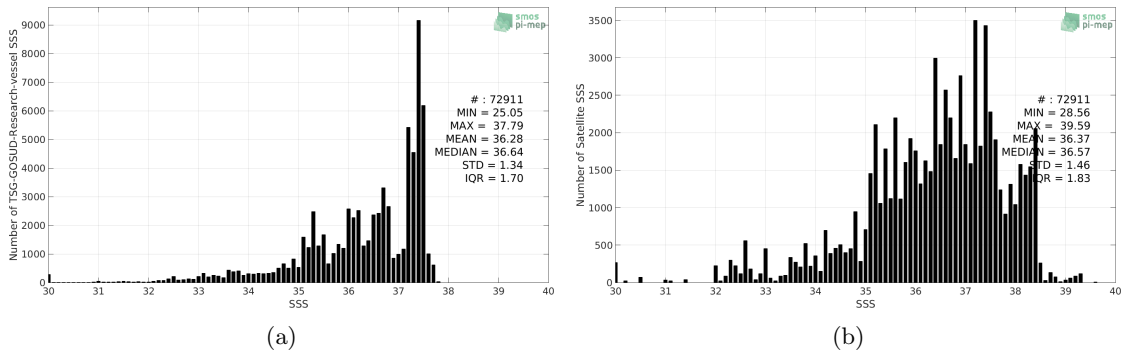 smos
pi-mep
9000
8000
7000
6000
5000
4000
3000
2000
1000
0
Number of TSG-GOSUD-Research-vessel SSS
# : 72911
MIN = 25.05
MAX = 37.79
MEAN = 36.28
MEDIAN = 36.64
STD = 1.34
IQR = 1.70
30 31 32 33 34 35 36 37 38 39 40
SSS
(a)
smos
pi-mep
3500
3000
2500
2000
1500
1000
500
0
Number of Satellite SSS
# : 72911
MIN = 28.56
MAX = 39.59
MEAN = 36.37
MEDIAN = 36.57
STD = 1.46
IQR = 1.83
30 31 32 33 34 35 36 37 38 39 40
SSS
(b)